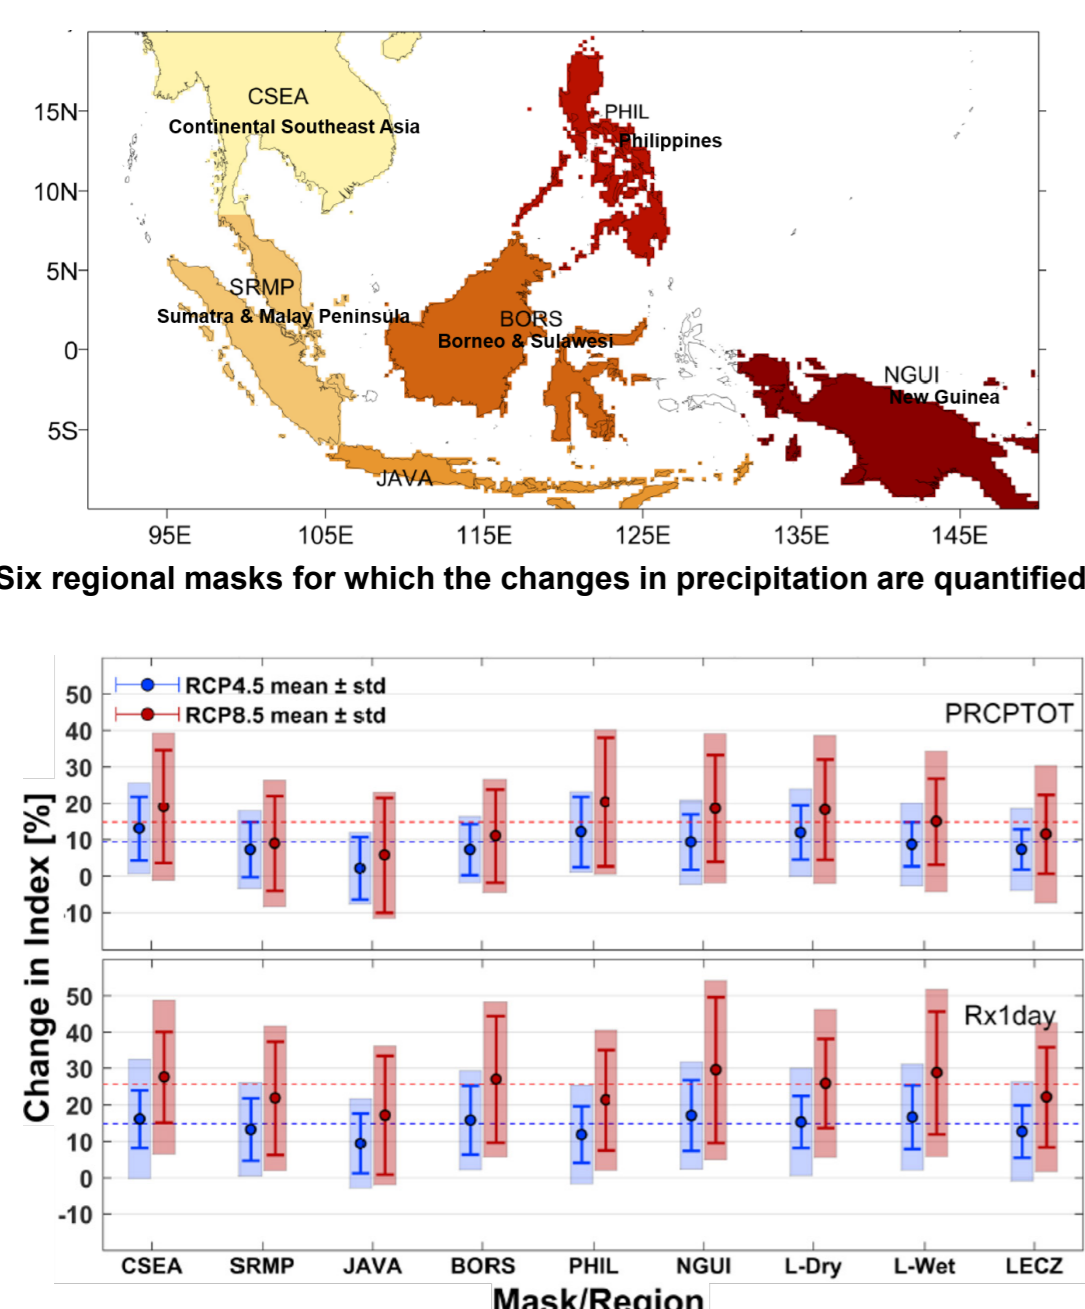 CSEA
Continental Southeast Asia
PHIL
Philippines
SRMP
Sumatra & Malay Peninsula
BORS
Borneo & Sulawesi
NGUI
New Guinea
JAVA
15N
10N
5N
0
5S
95E 105E 115E 125E 135E 145E
Six regional masks for which the changes in precipitation are quantified
RCP4.5 mean ± std
RCP8.5 mean ± std
PRCPTOT
50
40
30
20
10
0
10
Change in Index [%]
Rx1day
50
40
30
20
10
0
-10
CSEA SRMP JAVA BORS PHIL NGUI L-Dry L-Wet LECZ
Mask/Region